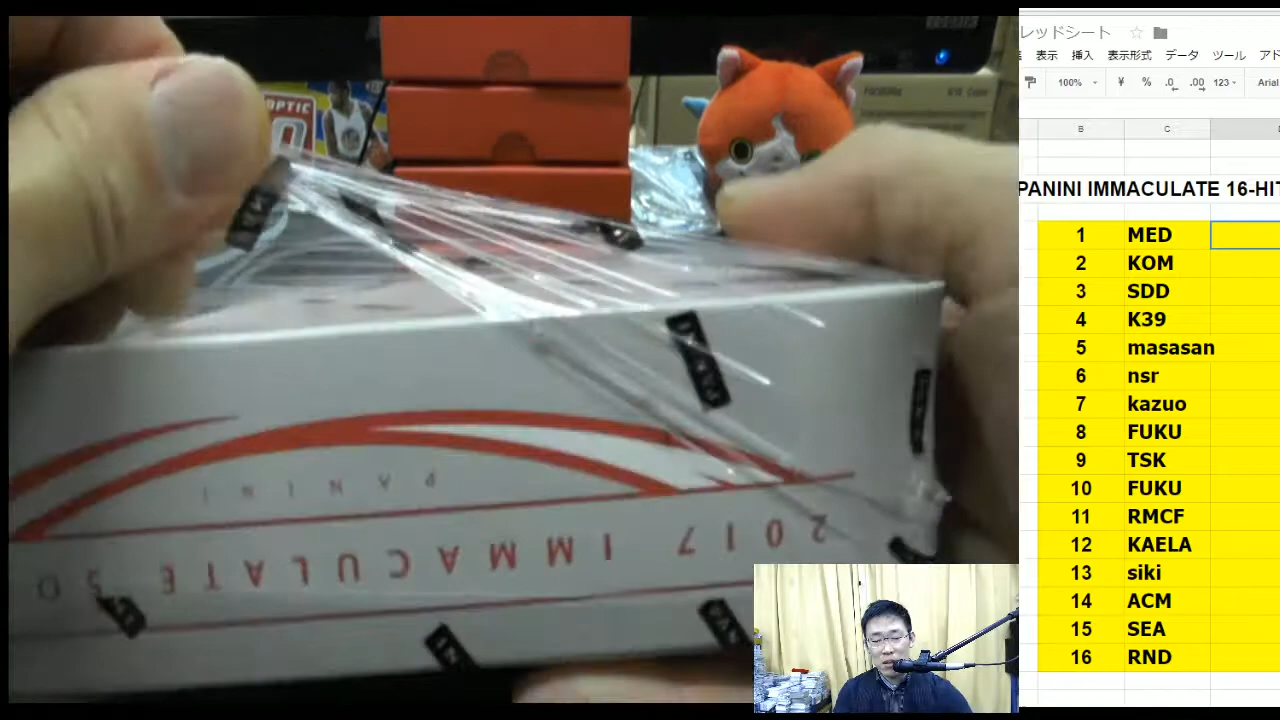 レッドシート
表示 挿入 表示形式 データ ツール アド
100% ¥ % .0 .00 123 Arial
B C
PANINI IMMACULATE 16-HIT
1 MED
2 KOM
3 SDD
4 K39
5 masasan
6 nsr
7 kazuo
8 FUKU
9 TSK
10 FUKU
11 RMCF
12 KAELA
13 siki
14 ACM
15 SEA
16 RND
OPTIC
PANINI
2017 IMMACULATE SO